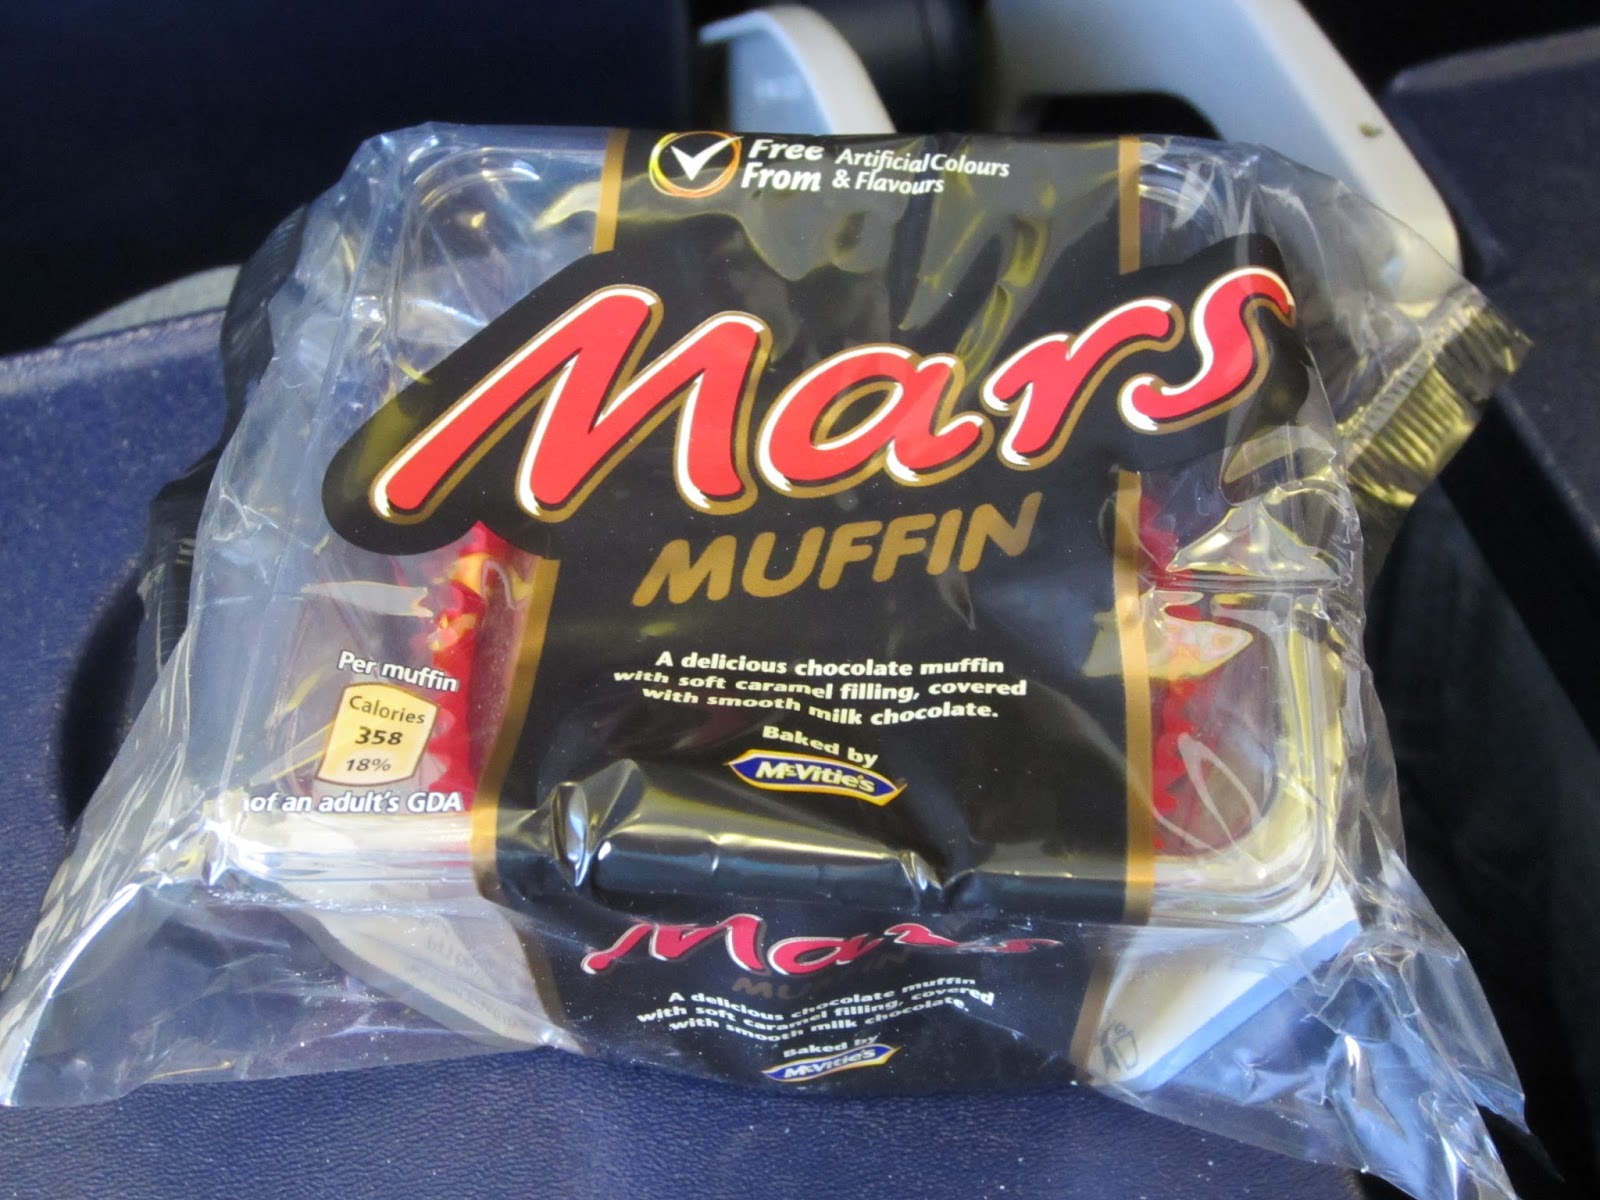 Free From Artificial Colours & Flavours
Mars
MUFFIN
A delicious chocolate muffin
with soft caramel filling, covered
with smooth milk chocolate.
Baked by
McVitie's
Per muffin
Calories
358
18%
of an adult's GDA
Mars
MUFFIN
A delicious chocolate muffin
with soft caramel filling, covered
with smooth milk chocolate
Baked by
McVitie's